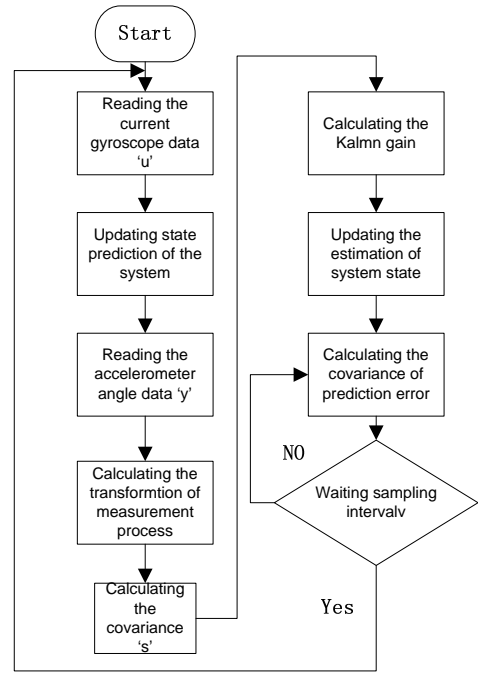 Start
Reading the
current
gyroscope data
‘u’
Updating state
prediction of the
system
Reading the
accelerometer
angle data ‘y’
Calculating the
transformtion of
measurement
process
Calculating
the
covariance
‘s’
Calculating the
Kalmn gain
Updating the
estimation of
system state
Calculating the
covariance of
prediction error
NO
Waiting sampling
intervalv
Yes